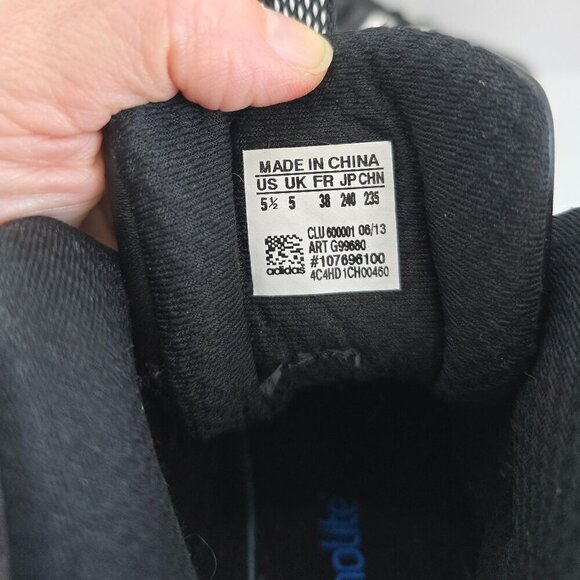 MADE IN CHINA
US UK FR JP CHN
5½ 5 38 240 235
CLU 600001 06/13
ART G99680
#107696100
adidas 4C4HD1CH00460